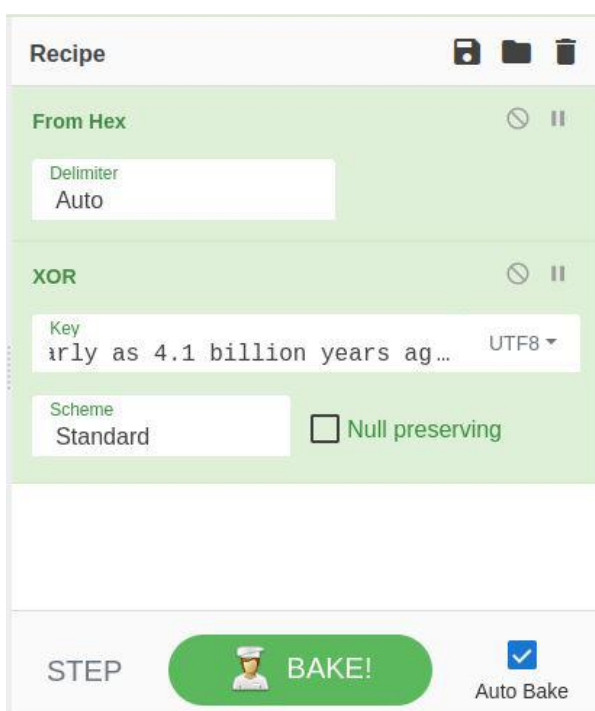 Recipe
From Hex
Delimiter
Auto
XOR
Key
arly as 4.1 billion years ag…
UTF8
Scheme
Standard
Null preserving
STEP
BAKE!
Auto Bake